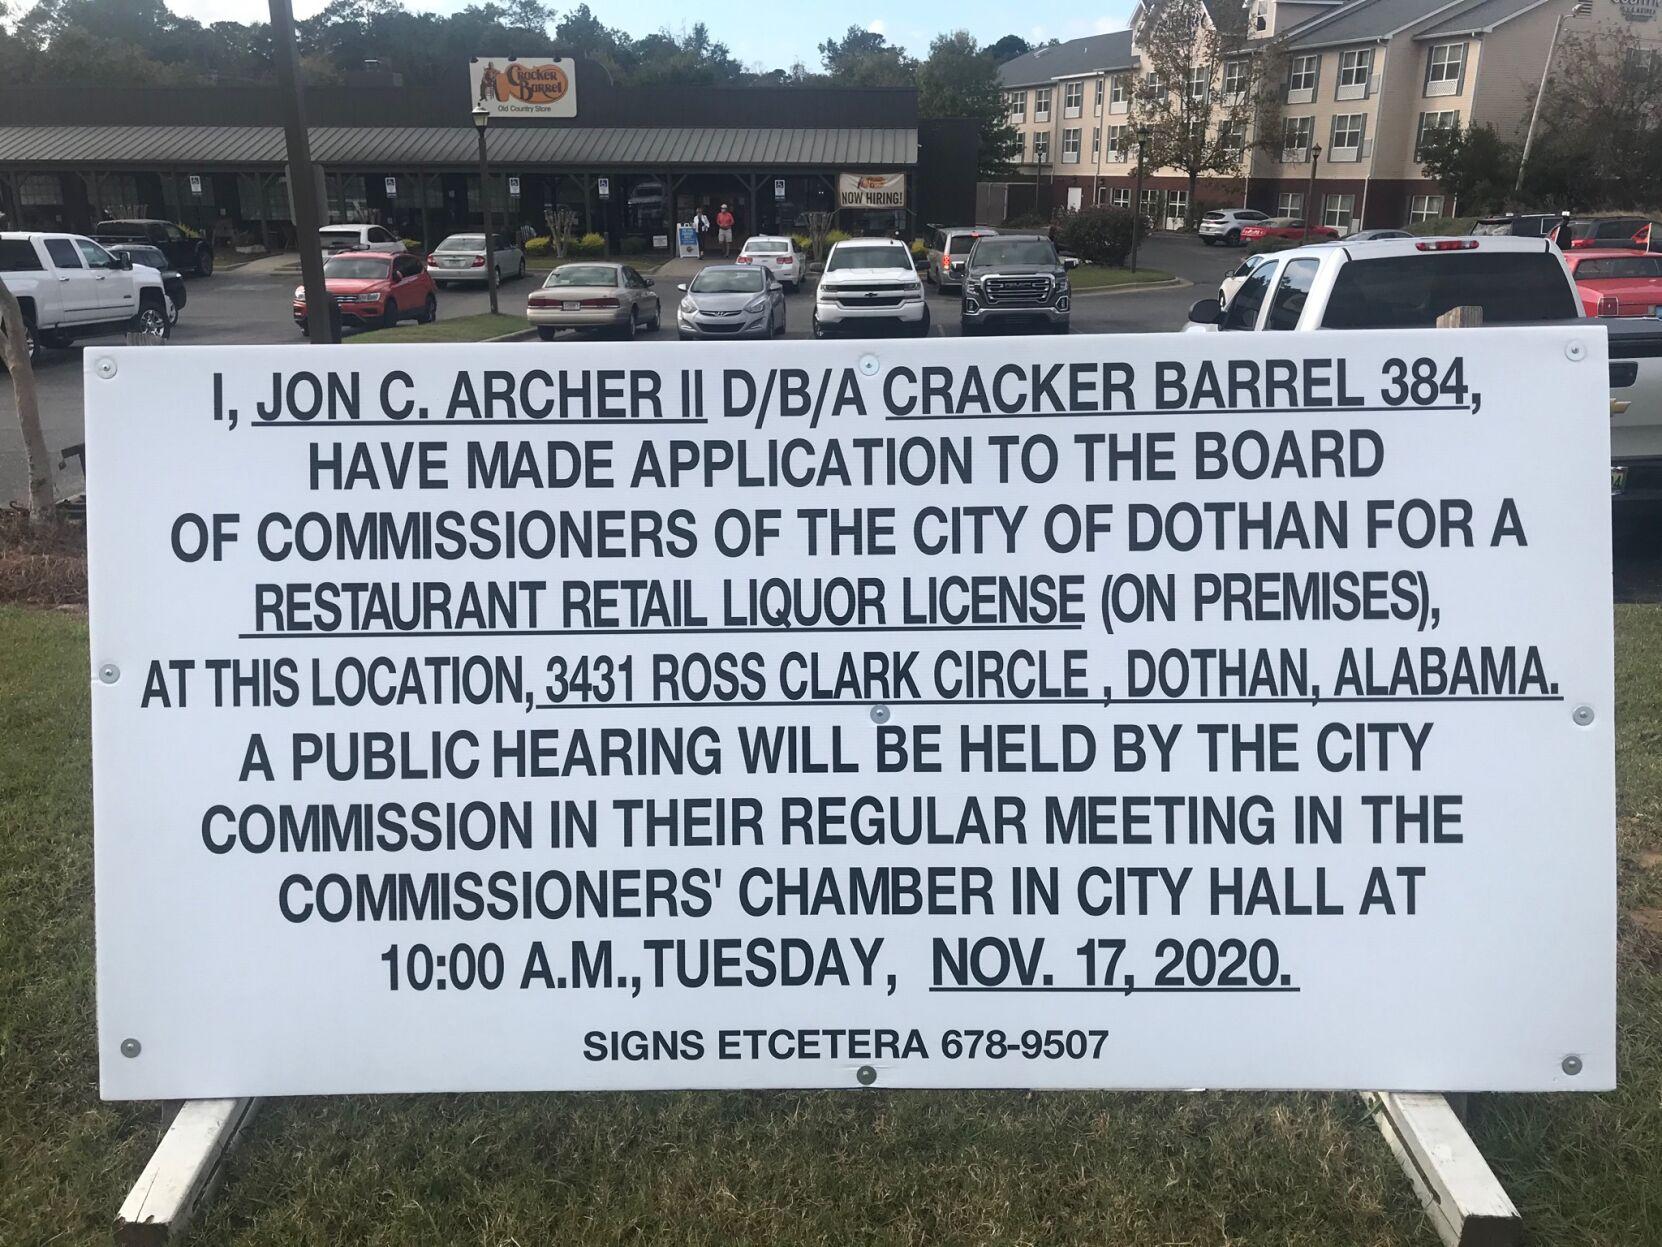 Cracker
Barrel
Old Country Store
NOW HIRING!
COUNTRY
I, JON C. ARCHER II D/B/A CRACKER BARREL 384,
HAVE MADE APPLICATION TO THE BOARD
OF COMMISSIONERS OF THE CITY OF DOTHAN FOR A
RESTAURANT RETAIL LIQUOR LICENSE (ON PREMISES),
AT THIS LOCATION, 3431 ROSS CLARK CIRCLE , DOTHAN, ALABAMA.
A PUBLIC HEARING WILL BE HELD BY THE CITY
COMMISSION IN THEIR REGULAR MEETING IN THE
COMMISSIONERS' CHAMBER IN CITY HALL AT
10:00 A.M.,TUESDAY, NOV. 17, 2020.
SIGNS ETCETERA 678-9507